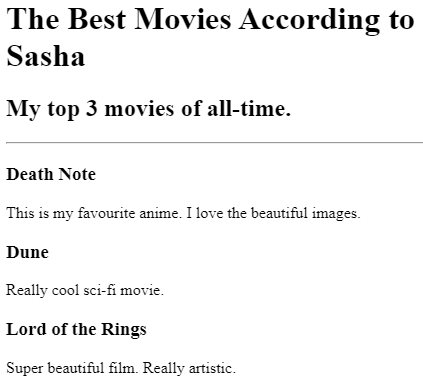 The Best Movies According to
Sasha
My top 3 movies of all-time.
Death Note
This is my favourite anime. I love the beautiful images.
Dune
Really cool sci-fi movie.
Lord of the Rings
Super beautiful film. Really artistic.